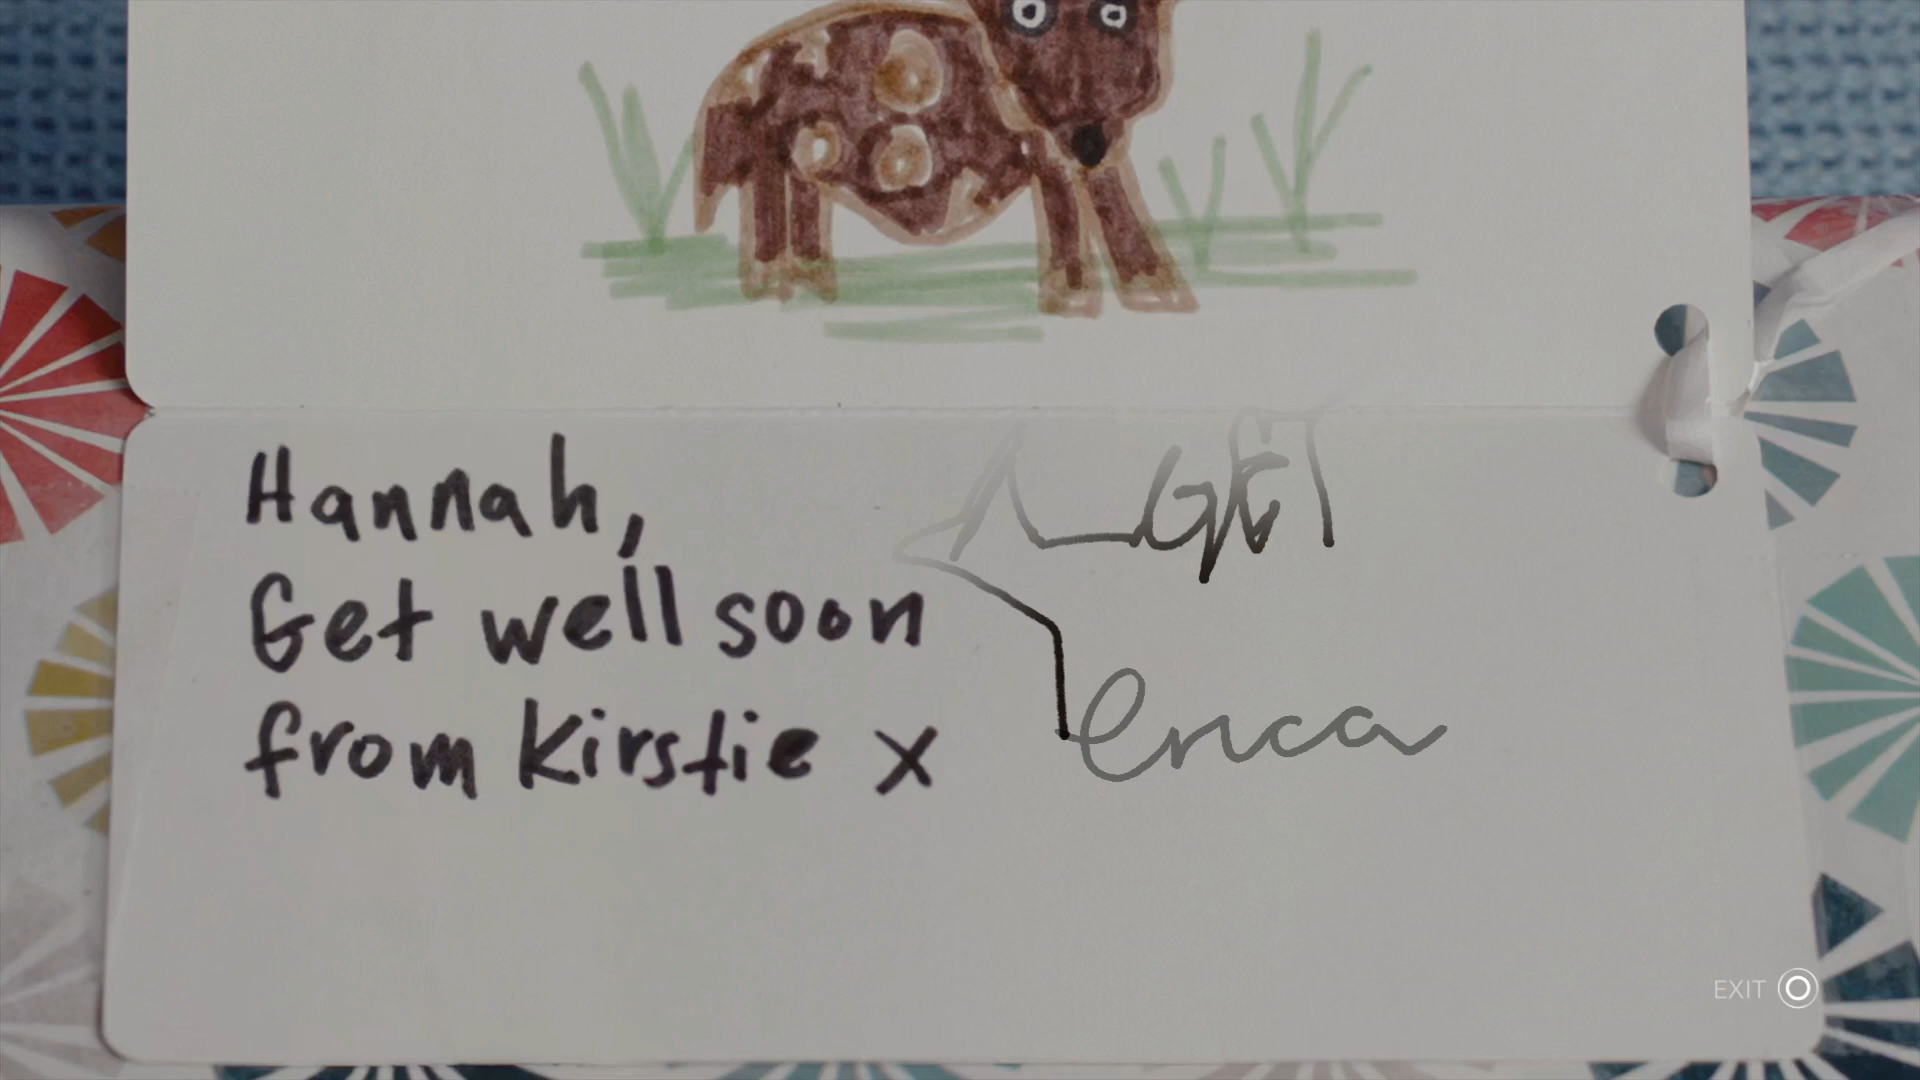 Hannah,
Get well soon
from Kirstie x
GET
erica
EXIT